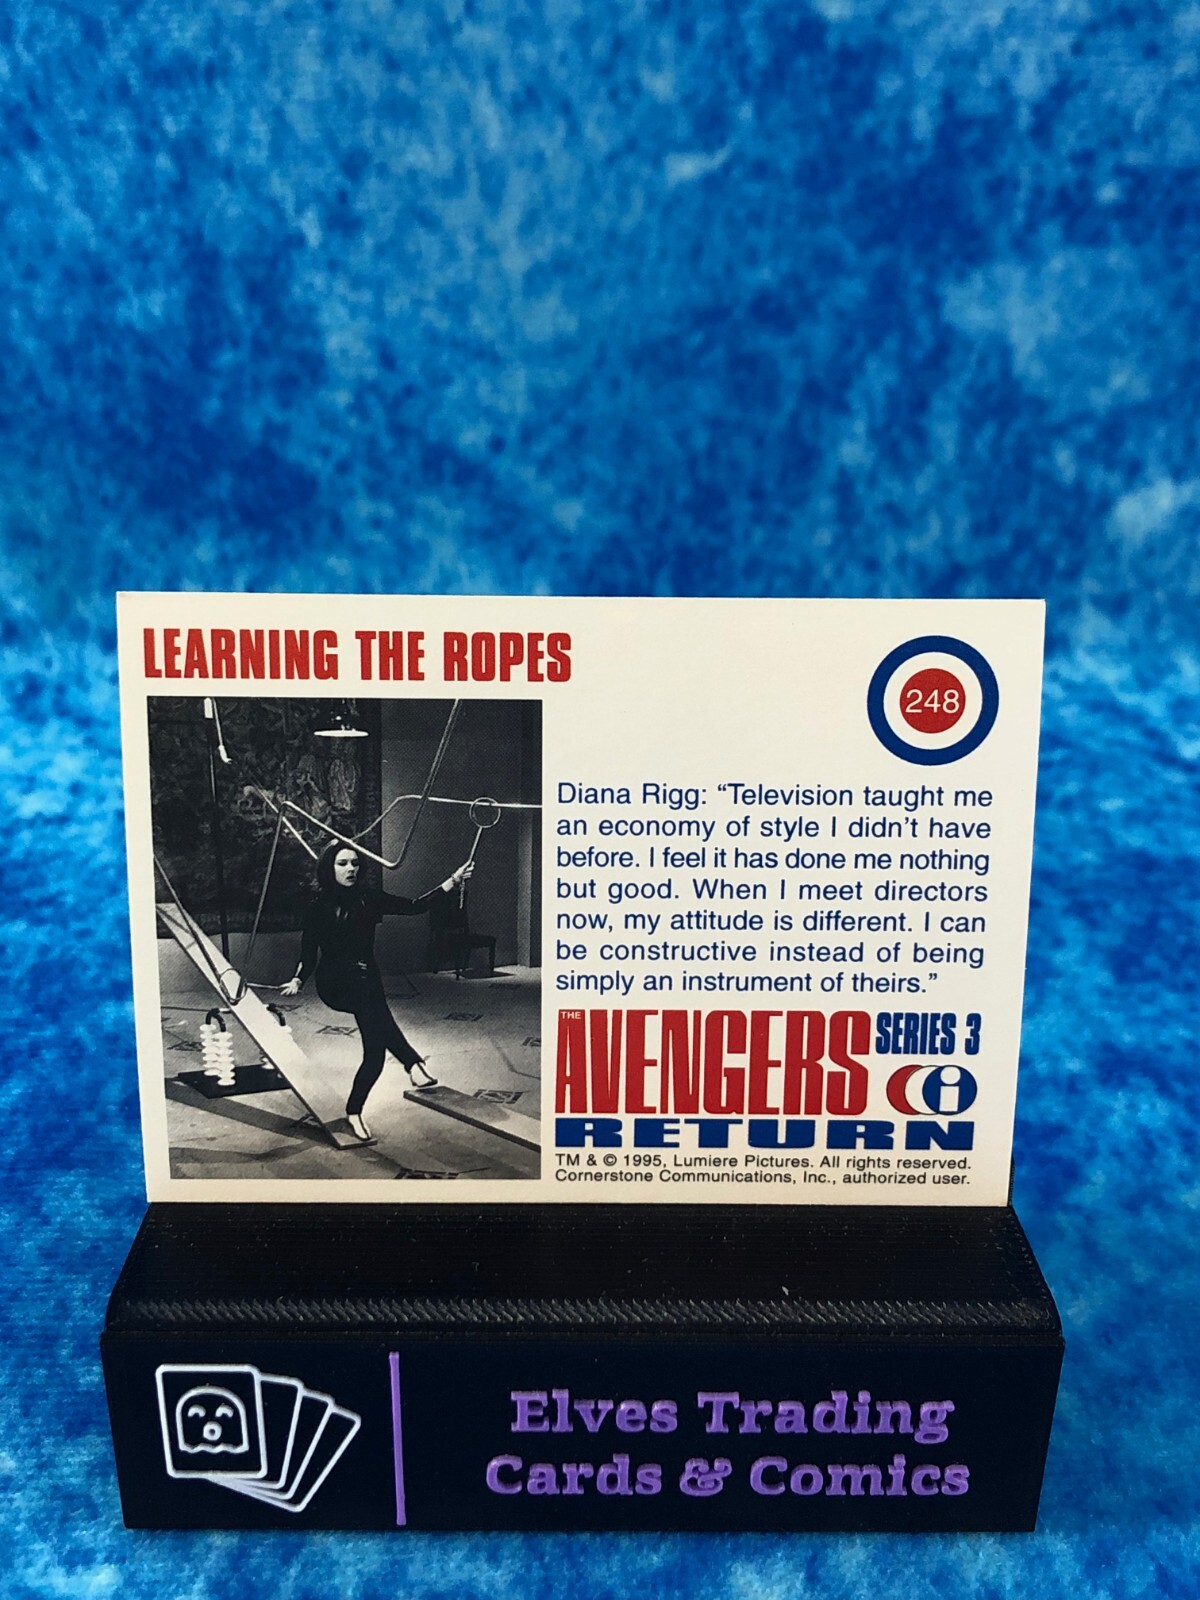 LEARNING THE ROPES
248
Diana Rigg: “Television taught me
an economy of style I didn’t have
before. I feel it has done me nothing
but good. When I meet directors
now, my attitude is different. I can
be constructive instead of being
simply an instrument of theirs.”
THE AVENGERS SERIES 3
RETURN
TM & © 1995, Lumiere Pictures. All rights reserved.
Cornerstone Communications, Inc., authorized user.
Elves Trading
Cards & Comics